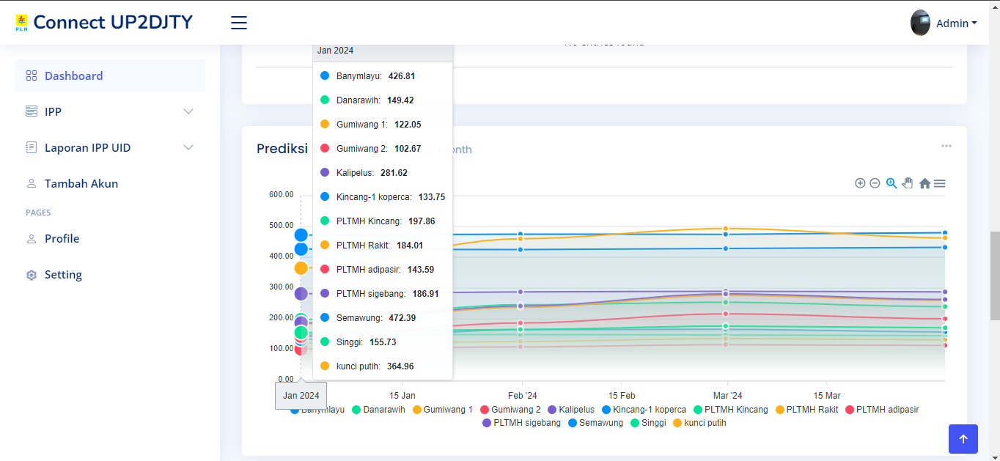 PLN
Connect UP2DJTY
Admin
Dashboard
IPP
Laporan IPP UID
Tambah Akun
PAGES
Profile
Setting
No entries found
Prediksi
month
Jan 2024
Banymlayu: 426.81
Danarawih: 149.42
Gumiwang 1: 122.05
Gumiwang 2: 102.67
Kalipelus: 281.62
Kincang-1 koperca: 133.75
PLTMH Kincang: 197.86
PLTMH Rakit: 184.01
PLTMH adipasir: 143.59
PLTMH sigebang: 186.91
Semawung: 472.39
Singgi: 155.73
kunci putih: 364.96
600.00
500.00
400.00
300.00
200.00
100.00
0.00
Jan 2024
15 Jan
Feb '24
15 Feb
Mar '24
15 Mar
Banymlayu Danarawih Gumiwang 1 Gumiwang 2 Kalipelus Kincang-1 koperca PLTMH Kincang PLTMH Rakit PLTMH adipasir
PLTMH sigebang Semawung Singgi kunci putih